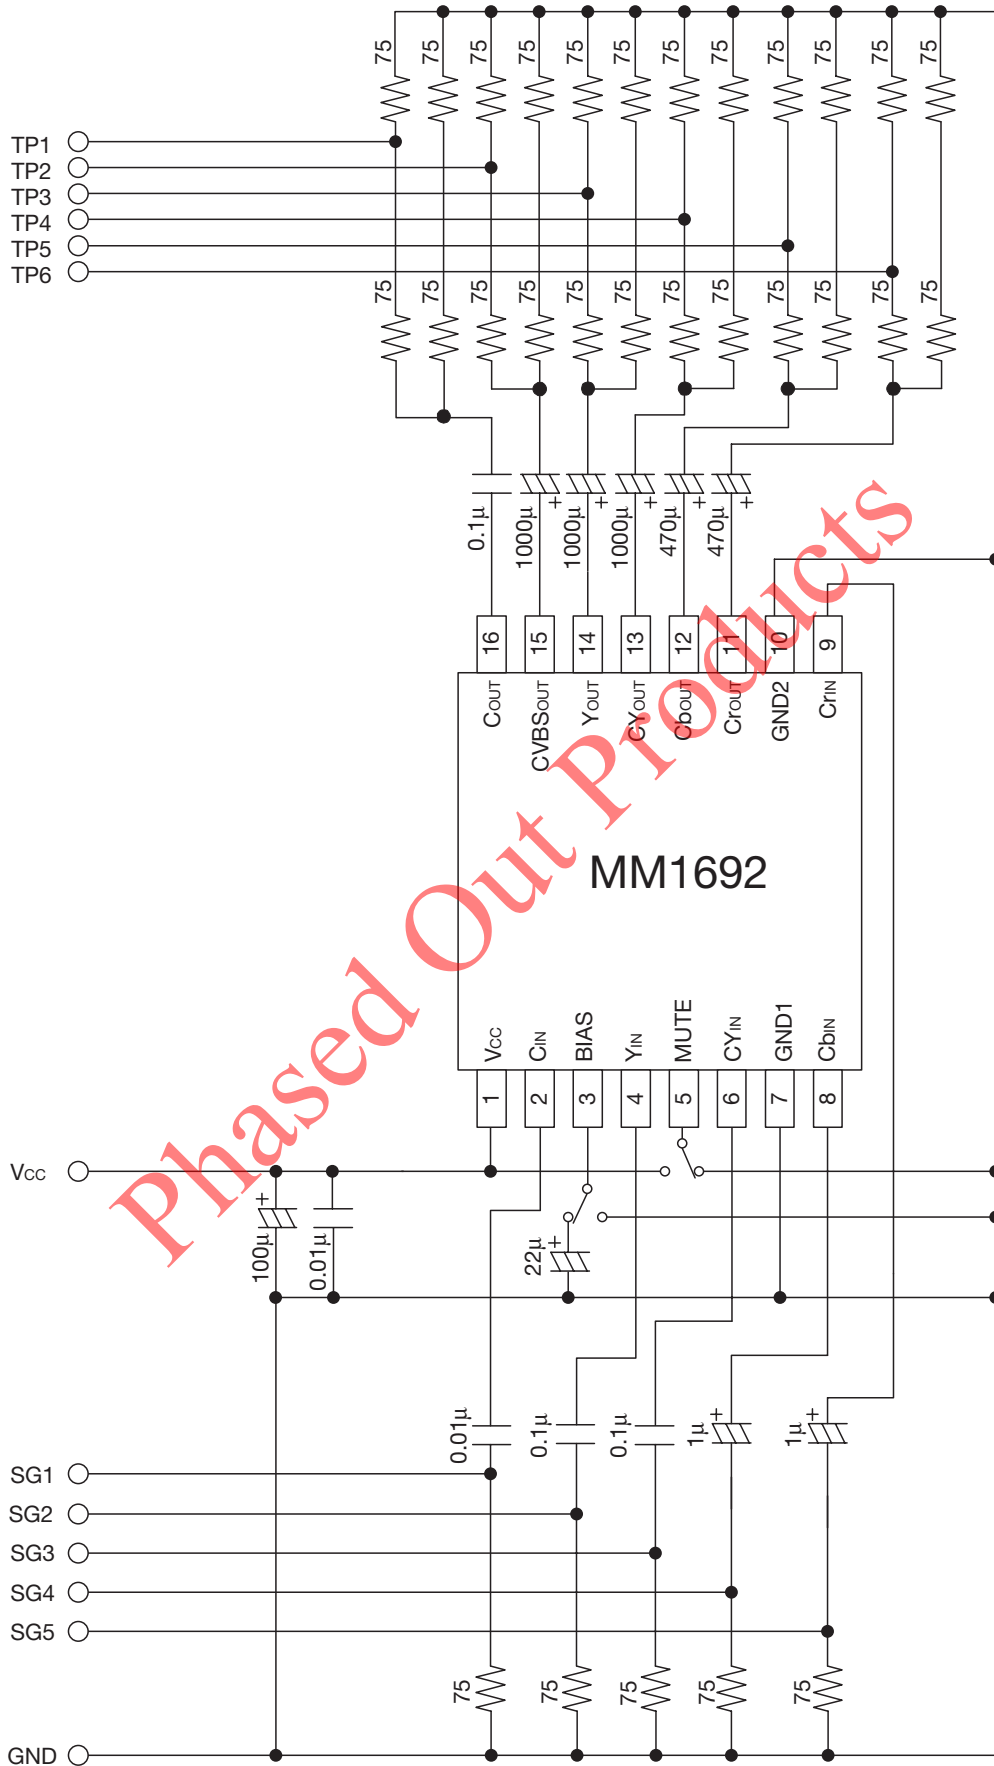 75 75 75 75 75 75 75 75 75 75 75 75
TP1
TP2
TP3
TP4
TP5
TP6
75 75 75 75 75 75 75 75 75 75 75 75
0.1μ 1000μ + 1000μ + 1000μ + 470μ + 470μ +
16 15 14 13 12 11 10 9
COUT CVBSOUT YOUT CYOUT CbOUT CrOUT GND2 CrIN
MM1692
VCC CIN BIAS YIN MUTE CYIN GND1 CbIN
1 2 3 4 5 6 7 8
VCC
100μ + 0.01μ 22μ +
0.01μ 0.1μ 0.1μ 1μ + 1μ +
SG1
SG2
SG3
SG4
SG5
75 75 75 75 75
GND
Phased Out Products